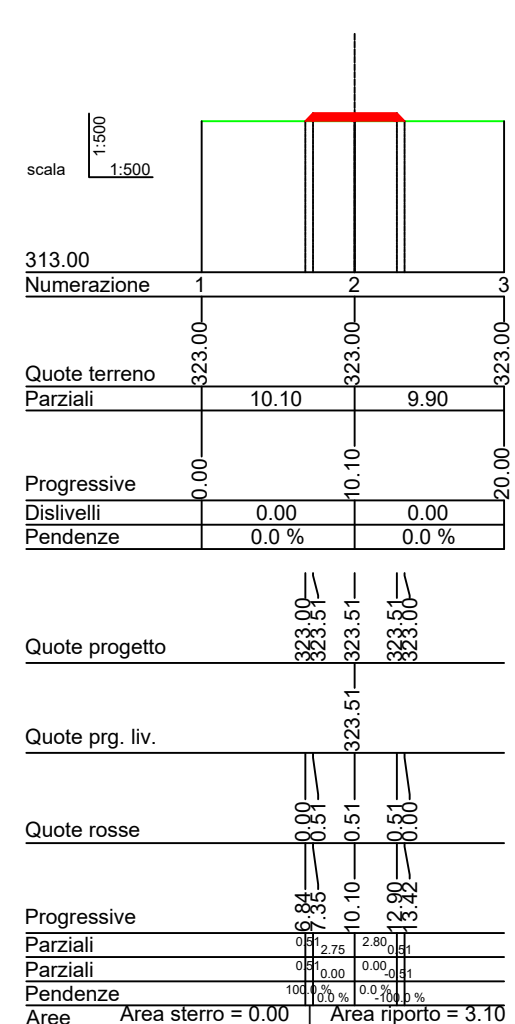 1:500
scala 1:500
313.00
Numerazione 1 2 3
Quote terreno 323.00 323.00 323.00
Parziali 10.10 9.90
Progressive 0.00 10.10 20.00
Dislivelli 0.00 0.00
Pendenze 0.0 % 0.0 %
Quote progetto 323.00 323.51 323.51 323.51 323.00
Quote prg. liv. 323.51
Quote rosse 0.00 0.51 0.51 0.51 0.00
Progressive 6.84 7.35 10.10 12.90 13.42
Parziali 0.51 2.75 2.80 0.51
Parziali 0.51 0.00 0.00 -0.51
Pendenze 100.0 % 0.0 % 0.0 % -100.0 %
Aree Area sterro = 0.00 Area riporto = 3.10